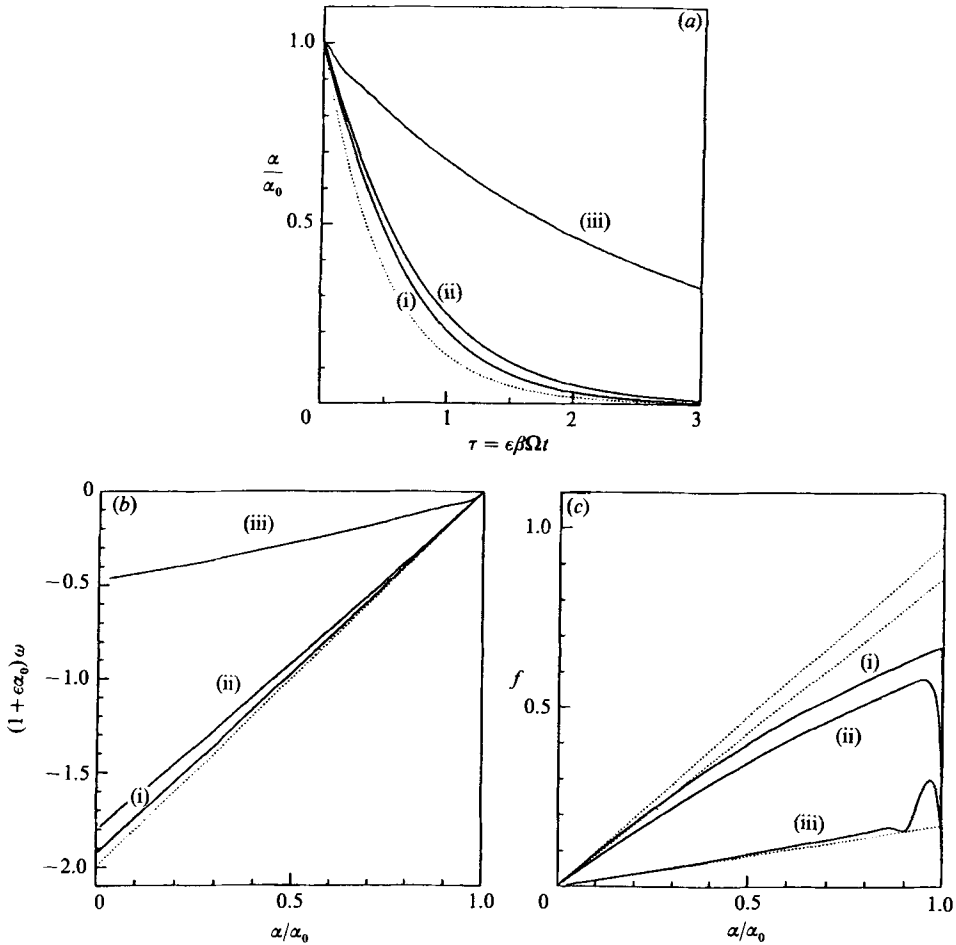 (a)
1.0
α/α₀
0.5
(iii)
(ii)
(i)
0
1
2
3
τ = εβΩt
0
(b)
(iii)
−0.5
(1 + εα₀) ω
−1.0
(ii)
−1.5
(i)
−2.0
0
0.5
1.0
α/α₀
(c)
1.0
(i)
f
0.5
(ii)
(iii)
0
0.5
1.0
α/α₀